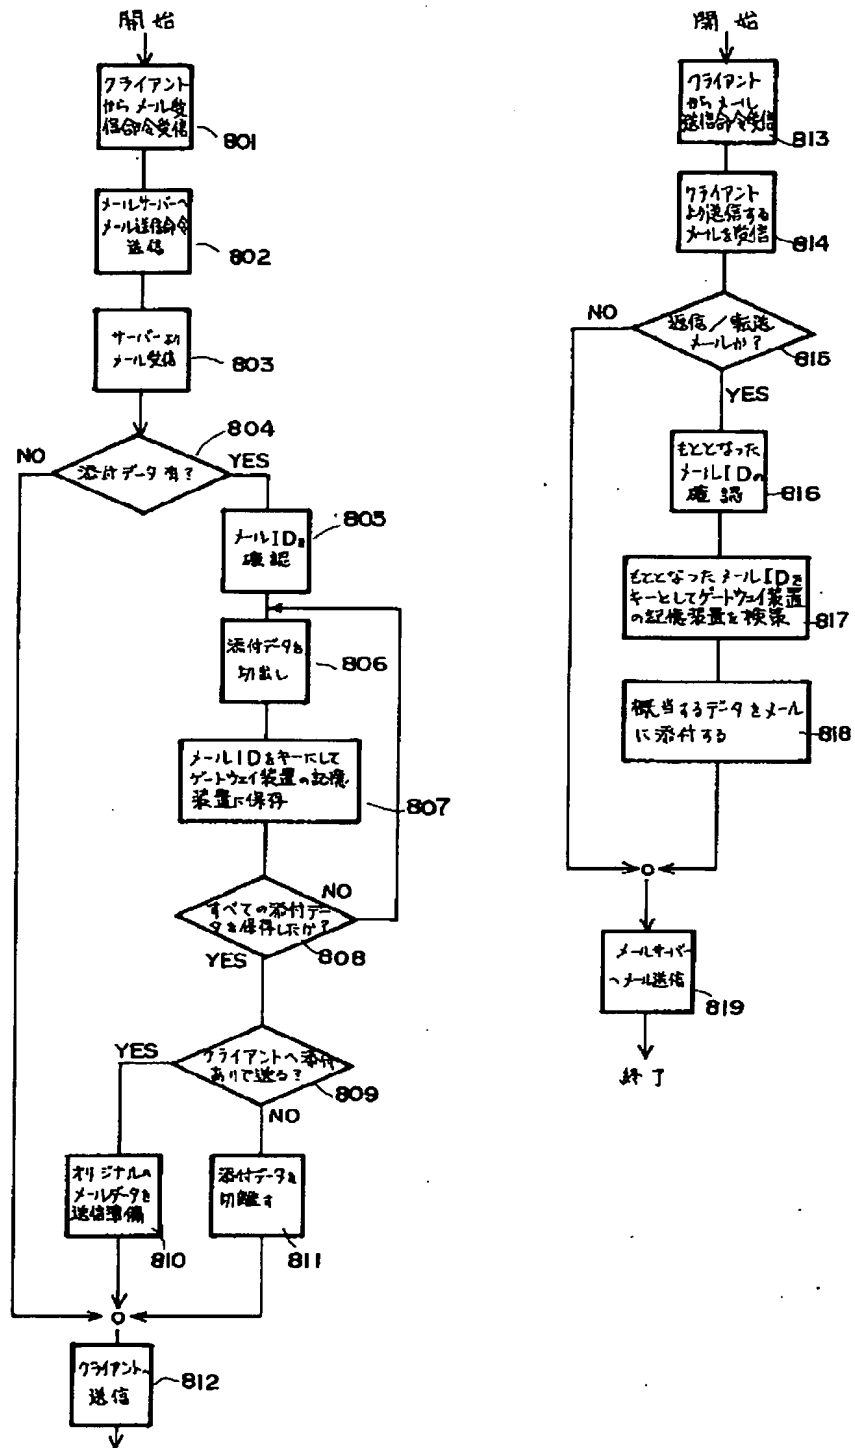 開始
クライアント
からメール受
信命令受信
801
メールサーバーへ
メール送信命令
送信
802
サーバーより
メール受信
803
804
NO
添付データ有?
YES
805
メールIDを
確認
添付データを
切出し
806
メールIDをキーにして
ゲートウェイ装置の記憶
装置に保存
807
NO
すべての添付デー
タを保存したか?
808
YES
YES
クライアントへ添付
ありで送る?
809
NO
オリジナルの
メールデータを
送信準備
810
添付データを
切離す
811
クライアントへ
送信
812
開始
クライアント
からメール
送信命令受信
813
クライアント
より送信する
メールを受信
814
NO
返信/転送
メールか?
815
YES
もととなった
メールIDの
確認
816
もととなったメールIDを
キーとしてゲートウェイ装置
の記憶装置を検索
817
概当するデータをメール
に添付する
818
メールサーバー
へメール送信
819
終了